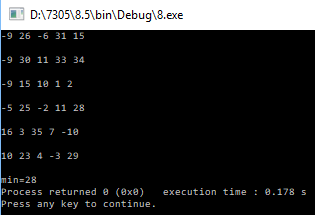 D:\7305\8.5\bin\Debug\8.exe
-9 26 -6 31 15
-9 30 11 33 34
-9 15 10 1 2
-5 25 -2 11 28
16 3 35 7 -10
10 23 4 -3 29
min=28
Process returned 0 (0x0)   execution time : 0.178 s
Press any key to continue.